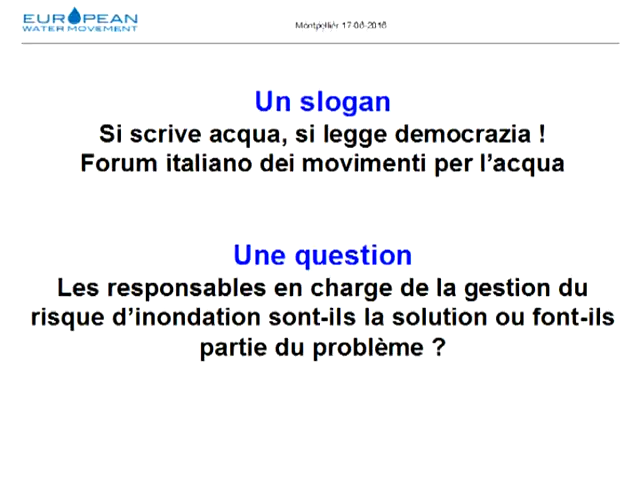 EUROPEAN
WATER MOVEMENT
Montpellier 17-06-2016
Un slogan
Si scrive acqua, si legge democrazia !
Forum italiano dei movimenti per l’acqua
Une question
Les responsables en charge de la gestion du
risque d’inondation sont-ils la solution ou font-ils
partie du problème ?